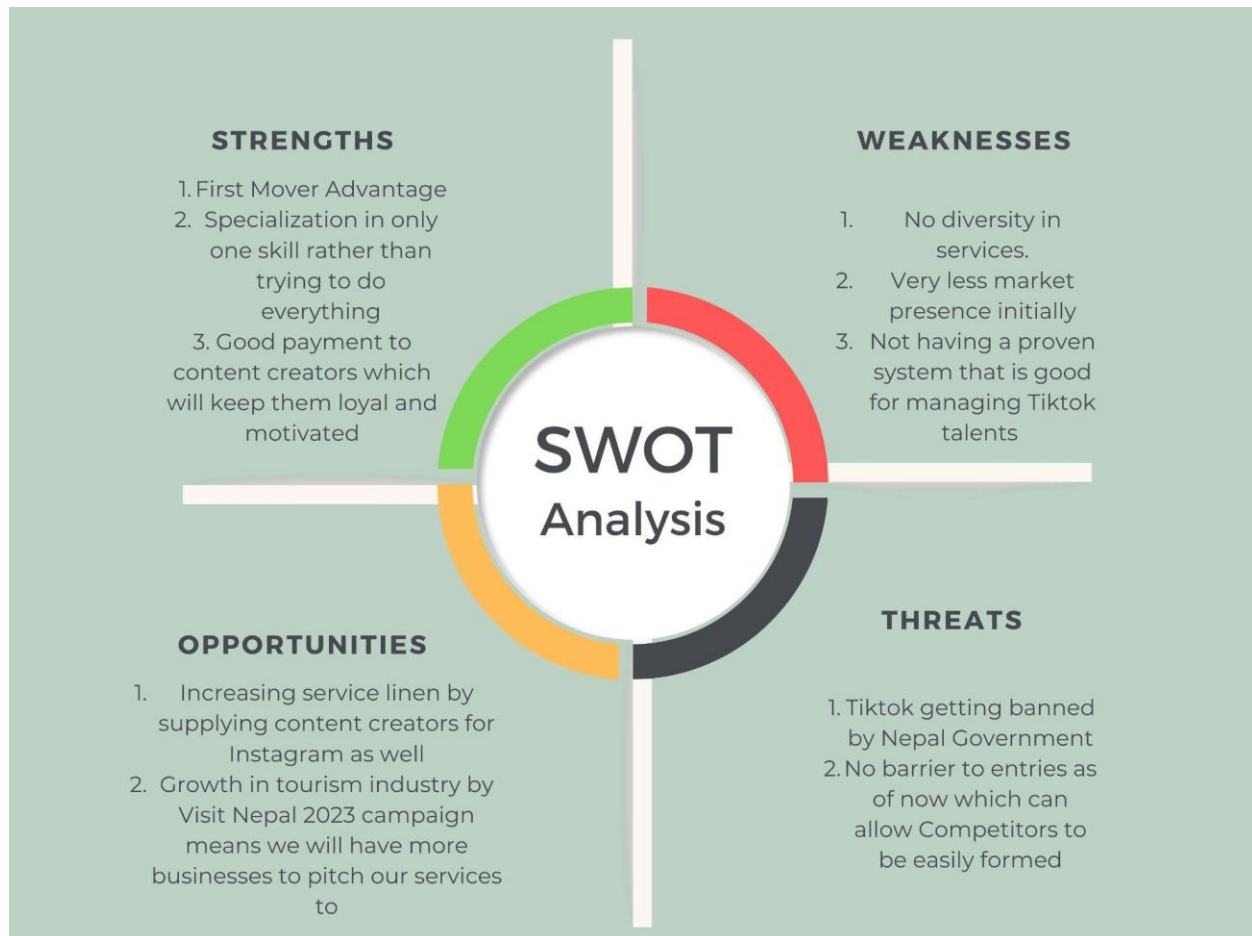 STRENGTHS
1. First Mover Advantage
2. Specialization in only
one skill rather than
trying to do
everything
3. Good payment to
content creators which
will keep them loyal and
motivated
WEAKNESSES
1. No diversity in
services.
2. Very less market
presence initially
3. Not having a proven
system that is good
for managing Tiktok
talents
SWOT
Analysis
OPPORTUNITIES
1. Increasing service linen by
supplying content creators for
Instagram as well
2. Growth in tourism industry by
Visit Nepal 2023 campaign
means we will have more
businesses to pitch our services
to
THREATS
1. Tiktok getting banned
by Nepal Government
2. No barrier to entries as
of now which can
allow Competitors to
be easily formed